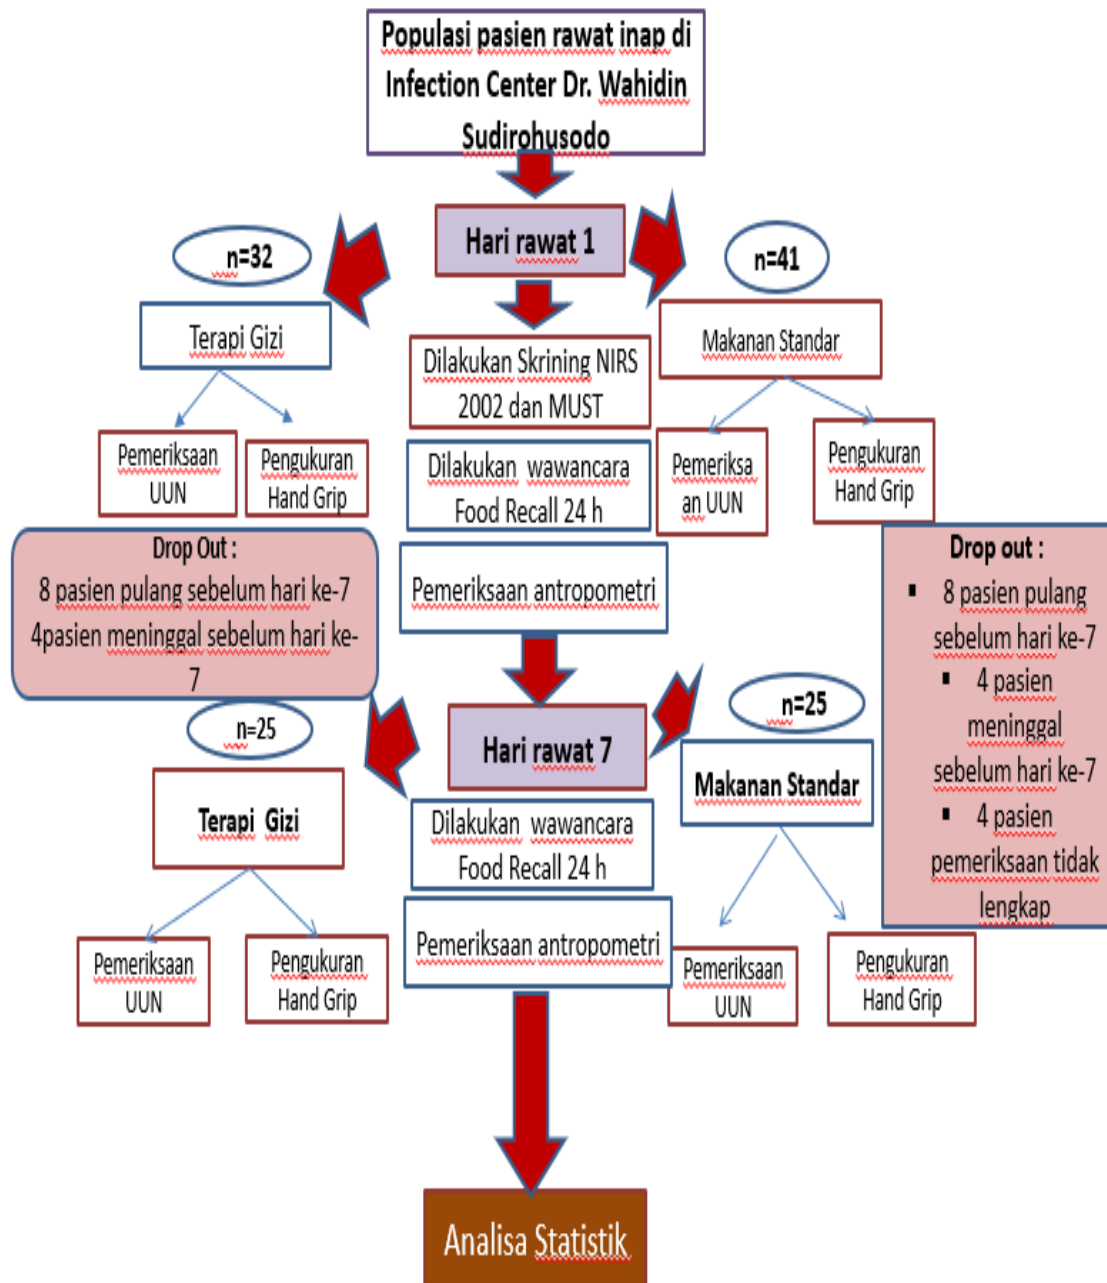 Populasi pasien rawat inap di
Infection Center Dr. Wahidin
Sudirohusodo
Hari rawat 1
n=32
n=41
Terapi Gizi
Dilakukan Skrining NIRS
2002 dan MUST
Makanan Standar
Pemeriksaan
UUN
Pengukuran
Hand Grip
Dilakukan wawancara
Food Recall 24 h
Pemeriksa
an UUN
Pengukuran
Hand Grip
Drop Out :
8 pasien pulang sebelum hari ke-7
4pasien meninggal sebelum hari ke-
7
Pemeriksaan antropometri
Drop out :
▪ 8 pasien pulang
sebelum hari ke-7
▪ 4 pasien
meninggal
sebelum hari ke-7
▪ 4 pasien
pemeriksaan tidak
lengkap
n=25
Hari rawat 7
n=25
Terapi Gizi
Dilakukan wawancara
Food Recall 24 h
Makanan Standar
Pemeriksaan
UUN
Pengukuran
Hand Grip
Pemeriksaan antropometri
Pemeriksaan
UUN
Pengukuran
Hand Grip
Analisa Statistik